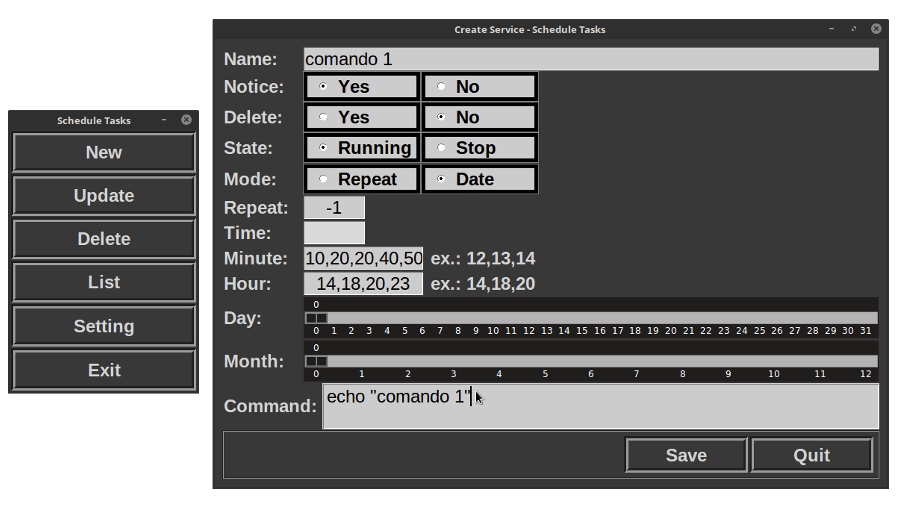 Schedule Tasks
New
Update
Delete
List
Setting
Exit
Create Service - Schedule Tasks
Name: comando 1
Notice: Yes No
Delete: Yes No
State: Running Stop
Mode: Repeat Date
Repeat: -1
Time:
Minute: 10,20,20,40,50 ex.: 12,13,14
Hour: 14,18,20,23 ex.: 14,18,20
0
Day:
0 1 2 3 4 5 6 7 8 9 10 11 12 13 14 15 16 17 18 19 20 21 22 23 24 25 26 27 28 29 30 31
0
Month:
0 1 2 3 4 5 6 7 8 9 10 11 12
Command: echo "comando 1"
Save Quit